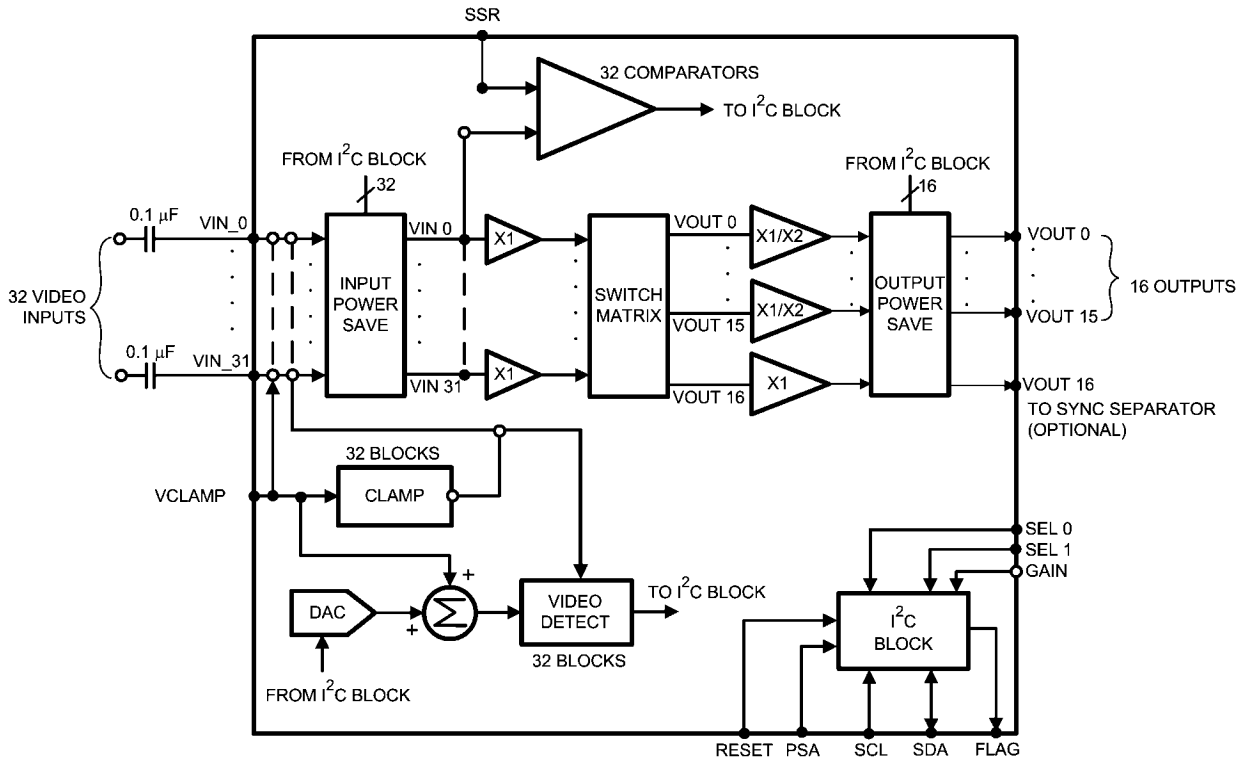 SSR
32 COMPARATORS
TO I²C BLOCK
FROM I²C BLOCK
32
FROM I²C BLOCK
16
0.1 µF
VIN_0
VIN 0
X1
VOUT 0
X1/X2
VOUT 0
32 VIDEO
INPUTS
INPUT
POWER
SAVE
SWITCH
MATRIX
OUTPUT
POWER
SAVE
16 OUTPUTS
VOUT 15
X1/X2
VOUT 15
0.1 µF
VIN_31
VIN 31
X1
VOUT 16
X1
VOUT 16
TO SYNC SEPARATOR
(OPTIONAL)
32 BLOCKS
VCLAMP
CLAMP
SEL 0
SEL 1
GAIN
+
DAC
+
Σ
VIDEO
DETECT
TO I²C BLOCK
32 BLOCKS
FROM I²C BLOCK
I²C
BLOCK
RESET
PSA
SCL
SDA
FLAG